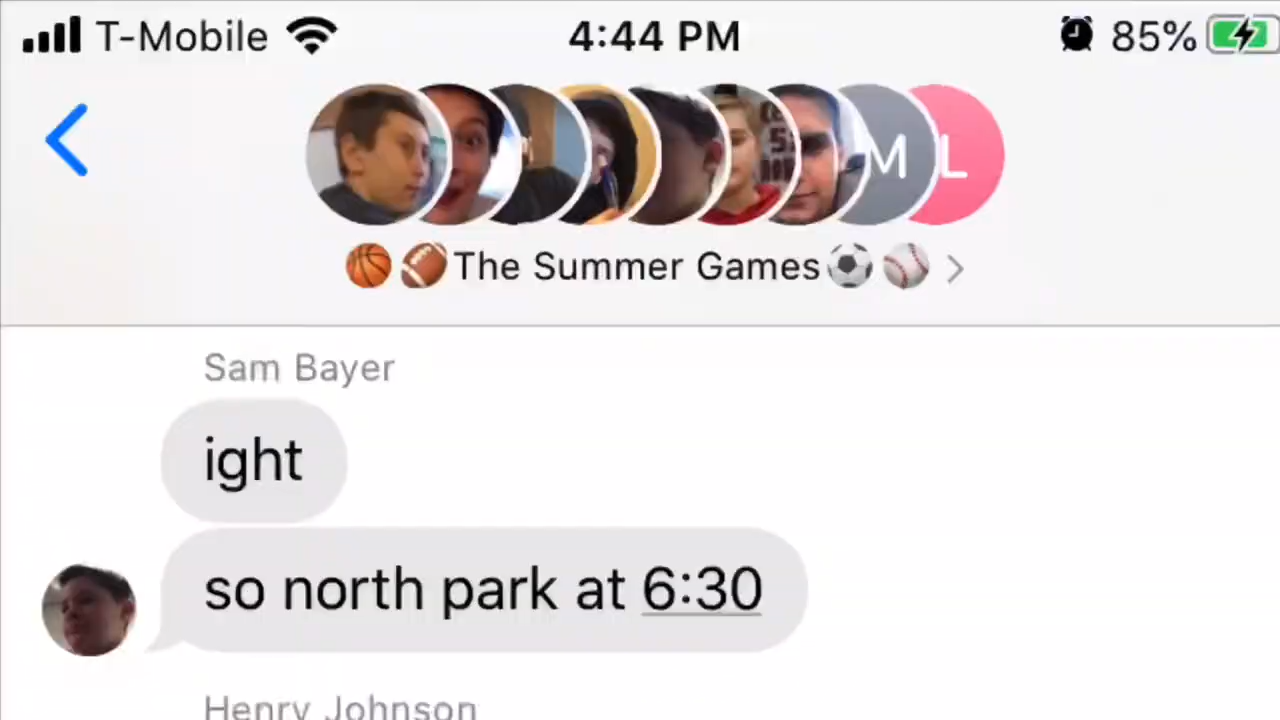 T-Mobile 4:44 PM 85%
M L
🏀🏈The Summer Games⚽⚾
Sam Bayer
ight
so north park at 6:30
Henry Johnson